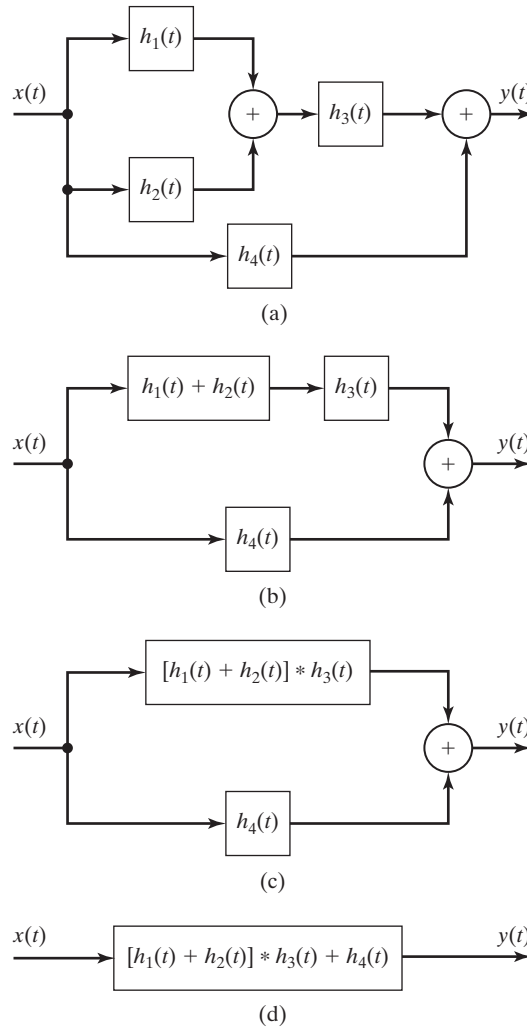 h₁(t)
x(t)
+
h₃(t)
+
y(t)
h₂(t)
h₄(t)
(a)
h₁(t) + h₂(t)
h₃(t)
x(t)
+
y(t)
h₄(t)
(b)
[h₁(t) + h₂(t)] * h₃(t)
x(t)
+
y(t)
h₄(t)
(c)
x(t)
[h₁(t) + h₂(t)] * h₃(t) + h₄(t)
y(t)
(d)